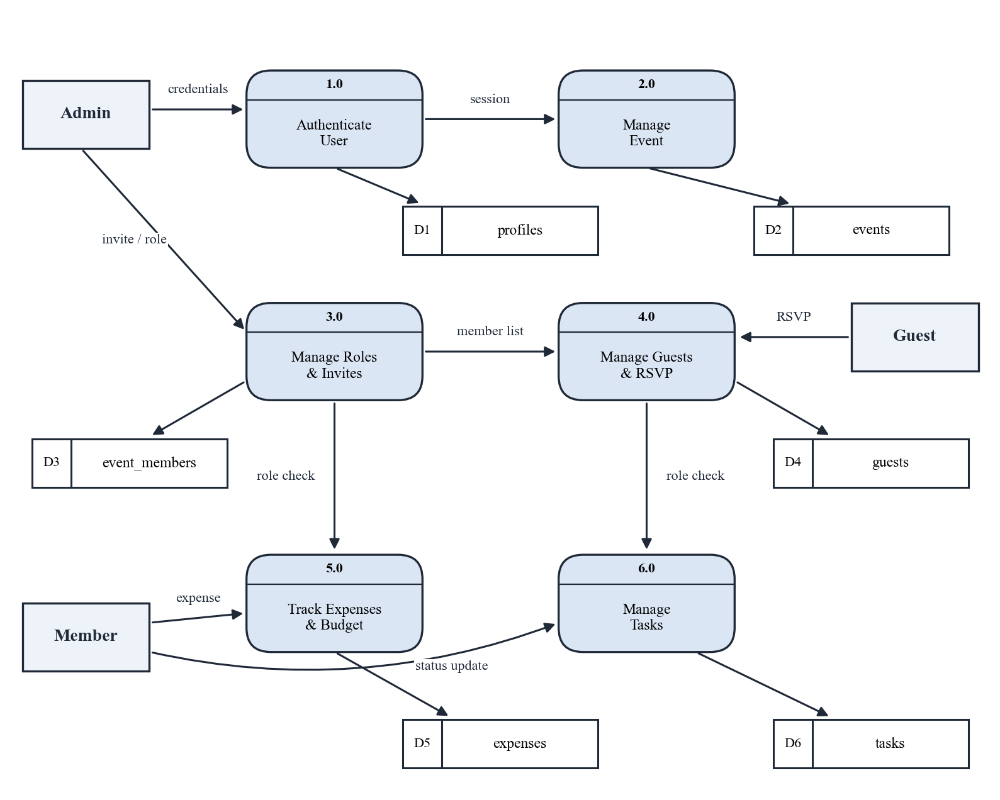 Admin
credentials
1.0
Authenticate
User
session
2.0
Manage
Event
D1
profiles
D2
events
invite / role
3.0
Manage Roles
& Invites
member list
4.0
Manage Guests
& RSVP
RSVP
Guest
D3
event_members
role check
role check
D4
guests
Member
expense
5.0
Track Expenses
& Budget
6.0
Manage
Tasks
status update
D5
expenses
D6
tasks